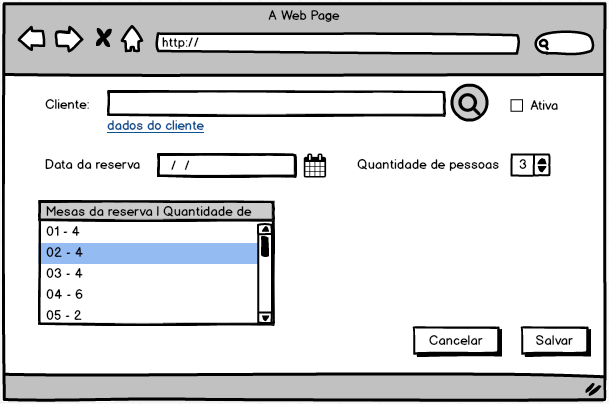 A Web Page
http://
Cliente:
Ativa
dados do cliente
Data da reserva / / Quantidade de pessoas 3
Mesas da reserva | Quantidade de
01 - 4
02 - 4
03 - 4
04 - 6
05 - 2
Cancelar Salvar